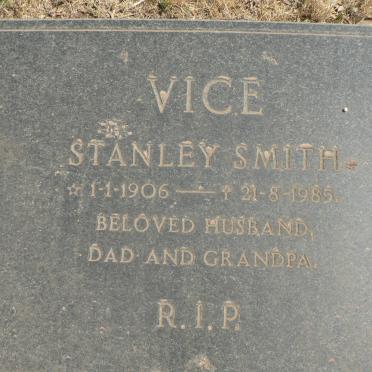 VICE
STANLEY SMITH
☆ 1-1-1906 — ✝ 21-8-1985.
BELOVED HUSBAND,
DAD AND GRANDPA.
R.I.P.